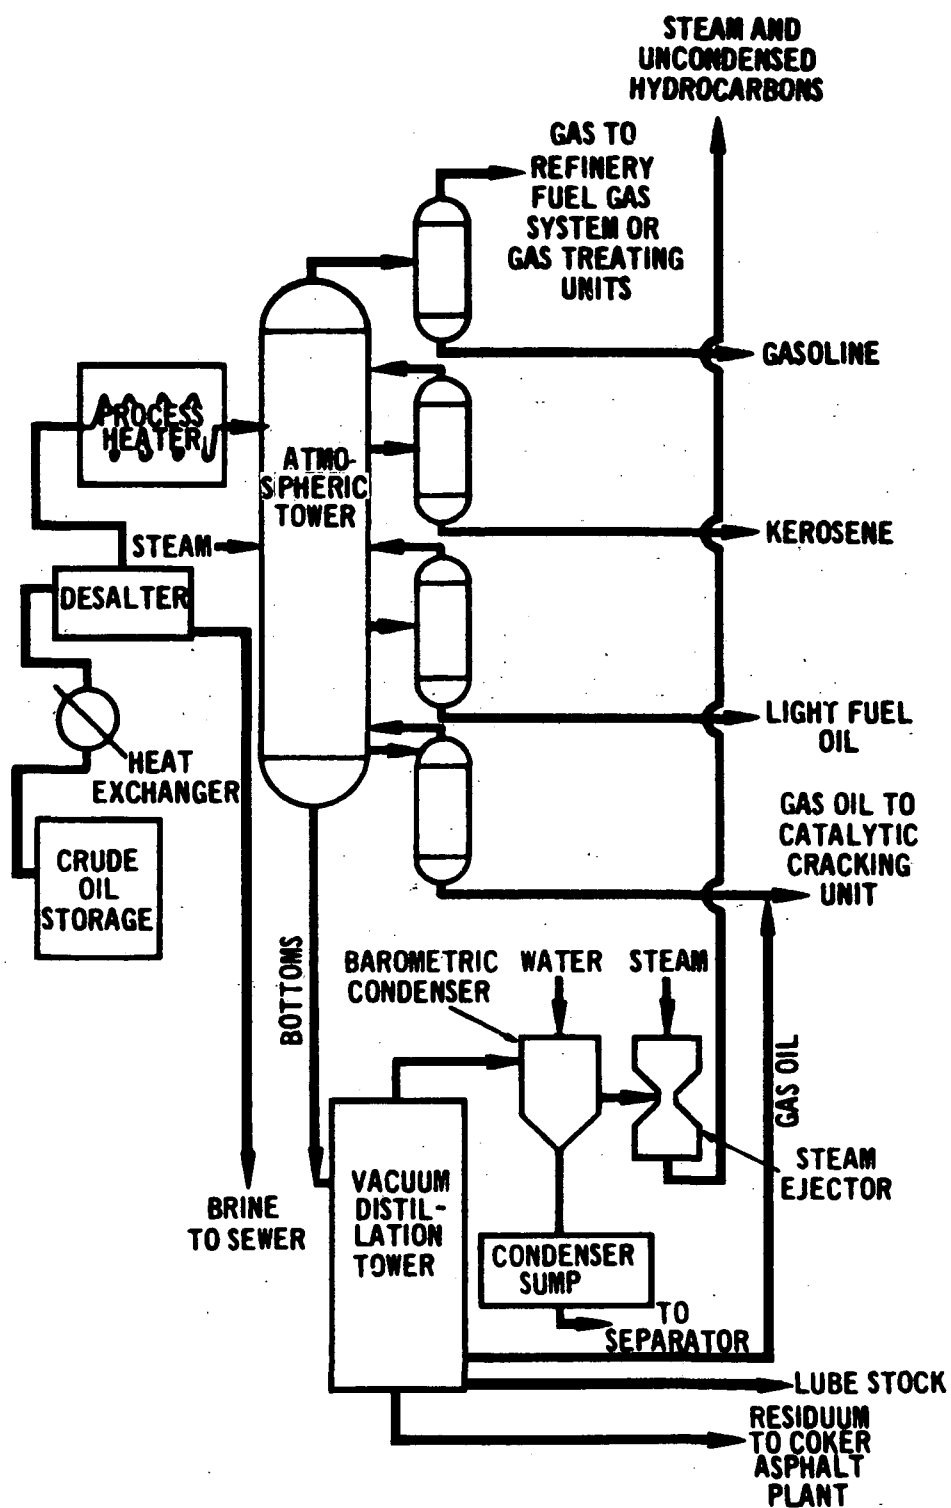 STEAM AND
UNCONDENSED
HYDROCARBONS
GAS TO
REFINERY
FUEL GAS
SYSTEM OR
GAS TREATING
UNITS
GASOLINE
PROCESS
HEATER
ATMO-
SPHERIC
TOWER
KEROSENE
STEAM
DESALTER
LIGHT FUEL
OIL
HEAT
EXCHANGER
GAS OIL TO
CATALYTIC
CRACKING
UNIT
CRUDE
OIL
STORAGE
BOTTOMS
BAROMETRIC
CONDENSER
WATER
STEAM
GAS OIL
STEAM
EJECTOR
BRINE
TO SEWER
VACUUM
DISTIL-
LATION
TOWER
CONDENSER
SUMP
TO
SEPARATOR
LUBE STOCK
RESIDUUM
TO COKER
ASPHALT
PLANT